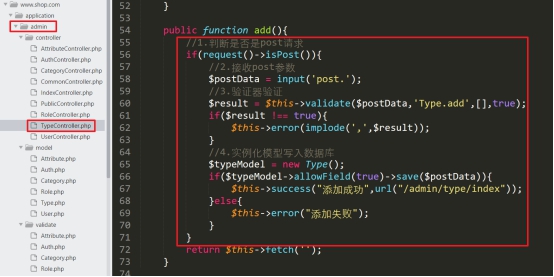 www.shop.com
application
admin
controller
AttributeController.php
AuthController.php
CategoryController.php
CommonController.php
IndexController.php
PublicController.php
RoleController.php
TypeController.php
UserController.php
model
Attribute.php
Auth.php
Category.php
Role.php
Type.php
User.php
validate
Attribute.php
Auth.php
Category.php
Role.php
52 }
53
54 public function add(){
55 //1.判断是否是post请求
56 if(request()->isPost()){
57 //2.接收post参数
58 $postData = input('post.');
59 //3.验证器验证
60 $result = $this->validate($postData,'Type.add',[],true);
61 if($result !== true){
62 $this->error(implode(',',$result));
63 }
64 //4.实例化模型写入数据库
65 $typeModel = new Type();
66 if($typeModel->allowField(true)->save($postData)){
67 $this->success("添加成功",url("/admin/type/index"));
68 }else{
69 $this->error("添加失败");
70 }
71 }
72 return $this->fetch('');
73 }
74